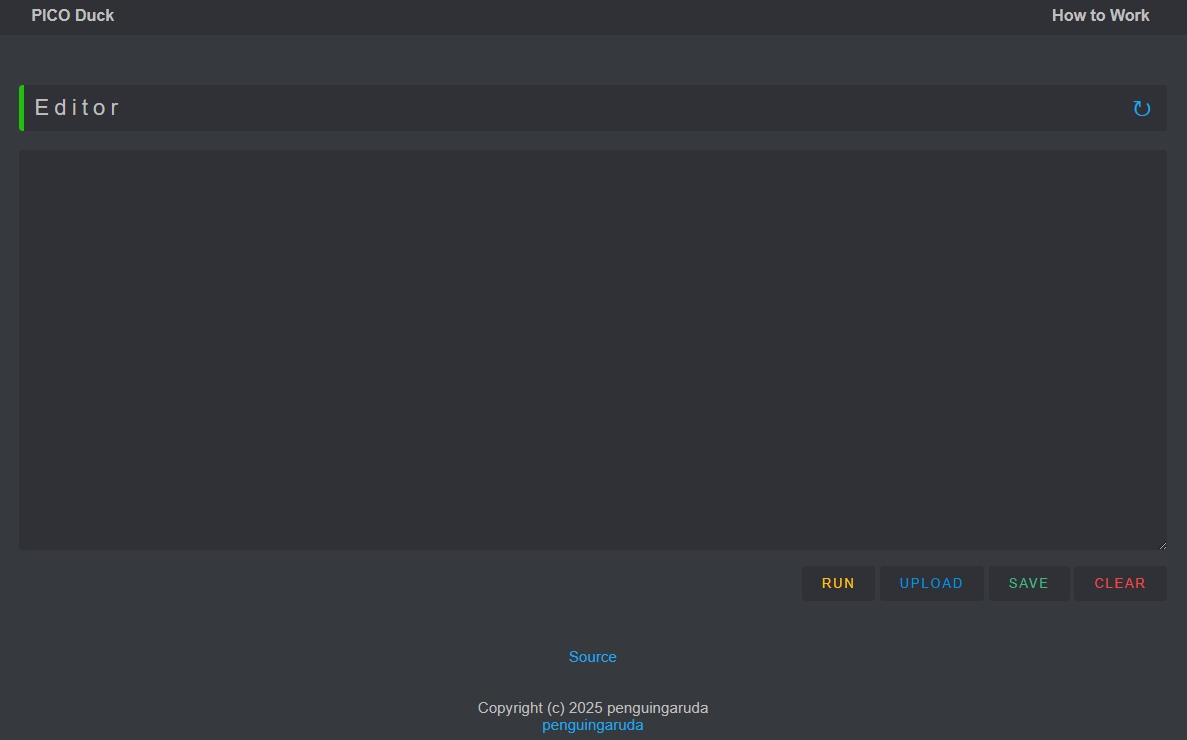 PICO Duck
How to Work
Editor
RUN
UPLOAD
SAVE
CLEAR
Source
Copyright (c) 2025 penguingaruda
penguingaruda